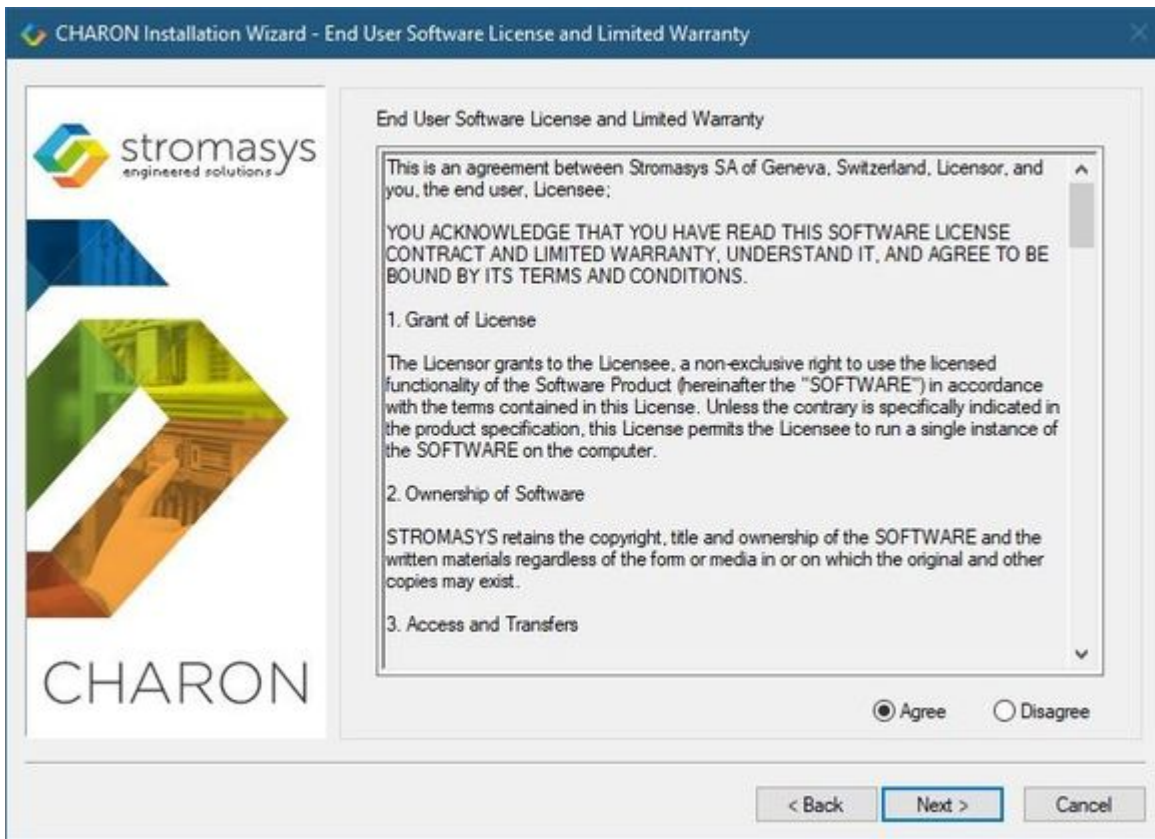 CHARON Installation Wizard - End User Software License and Limited Warranty
stromasys
engineered solutions
CHARON
End User Software License and Limited Warranty
This is an agreement between Stromasys SA of Geneva, Switzerland, Licensor, and
you, the end user, Licensee;
YOU ACKNOWLEDGE THAT YOU HAVE READ THIS SOFTWARE LICENSE
CONTRACT AND LIMITED WARRANTY, UNDERSTAND IT, AND AGREE TO BE
BOUND BY ITS TERMS AND CONDITIONS.
1. Grant of License
The Licensor grants to the Licensee, a non-exclusive right to use the licensed
functionality of the Software Product (hereinafter the "SOFTWARE") in accordance
with the terms contained in this License. Unless the contrary is specifically indicated in
the product specification, this License permits the Licensee to run a single instance of
the SOFTWARE on the computer.
2. Ownership of Software
STROMASYS retains the copyright, title and ownership of the SOFTWARE and the
written materials regardless of the form or media in or on which the original and other
copies may exist.
3. Access and Transfers
Agree Disagree
< Back Next > Cancel